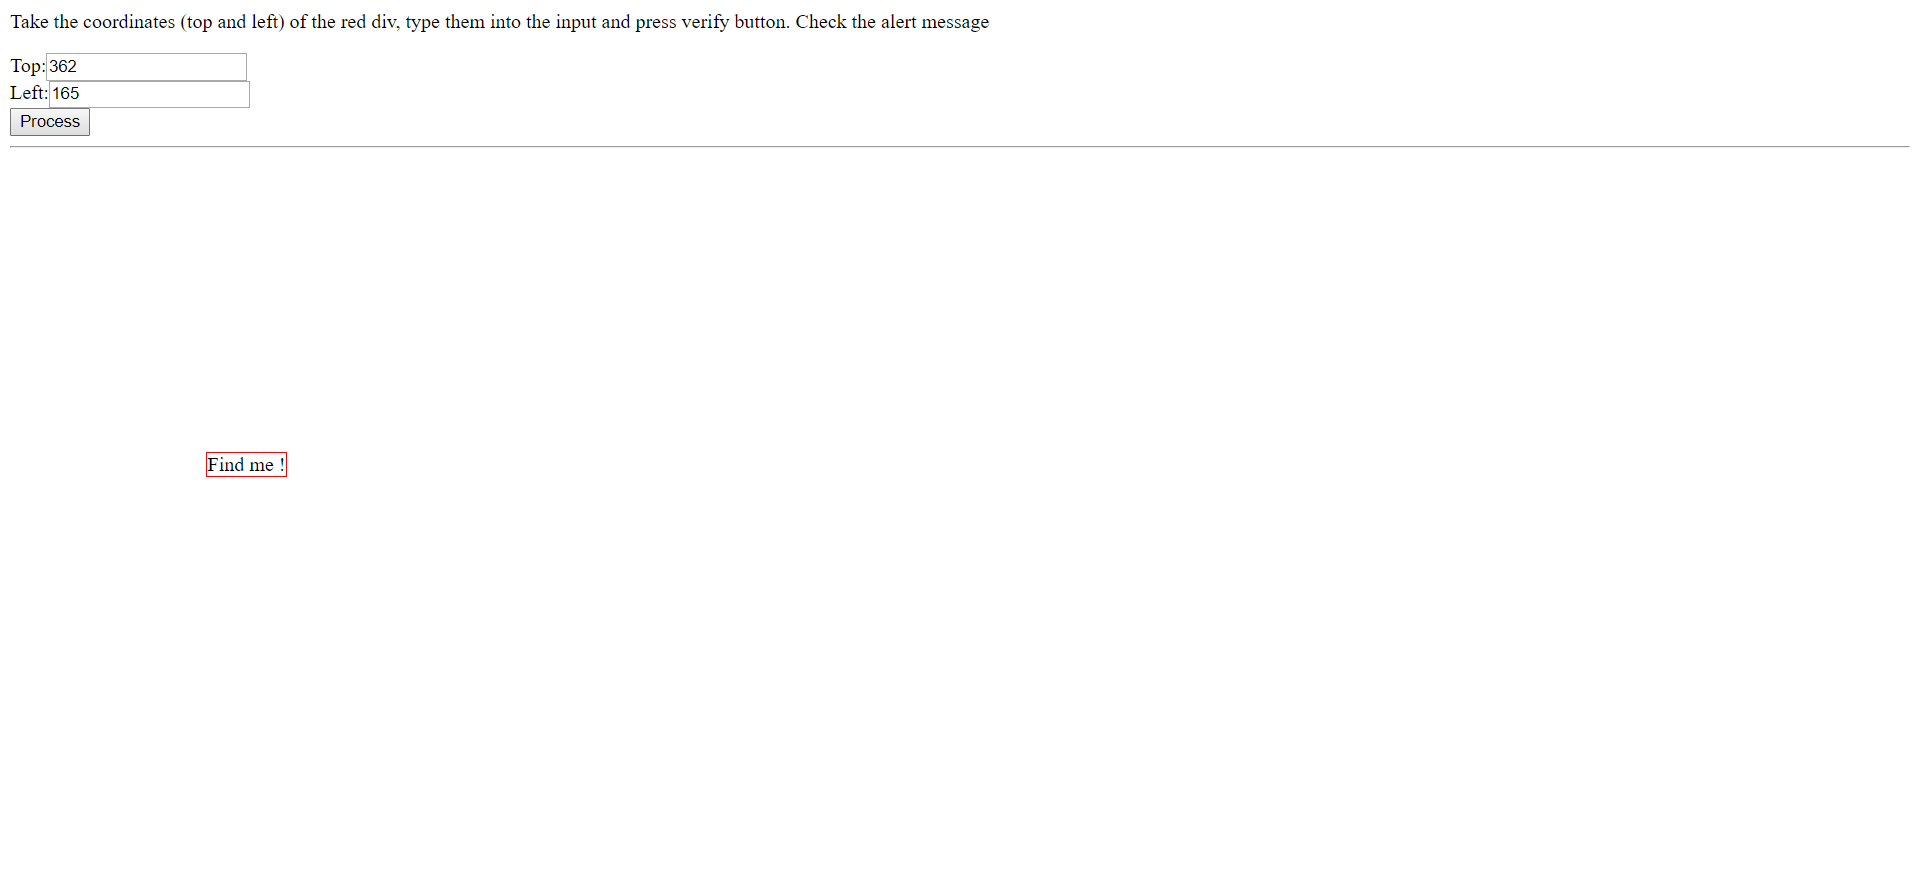 Take the coordinates (top and left) of the red div, type them into the input and press verify button. Check the alert message
Top: 362
Left: 165
Process
Find me !